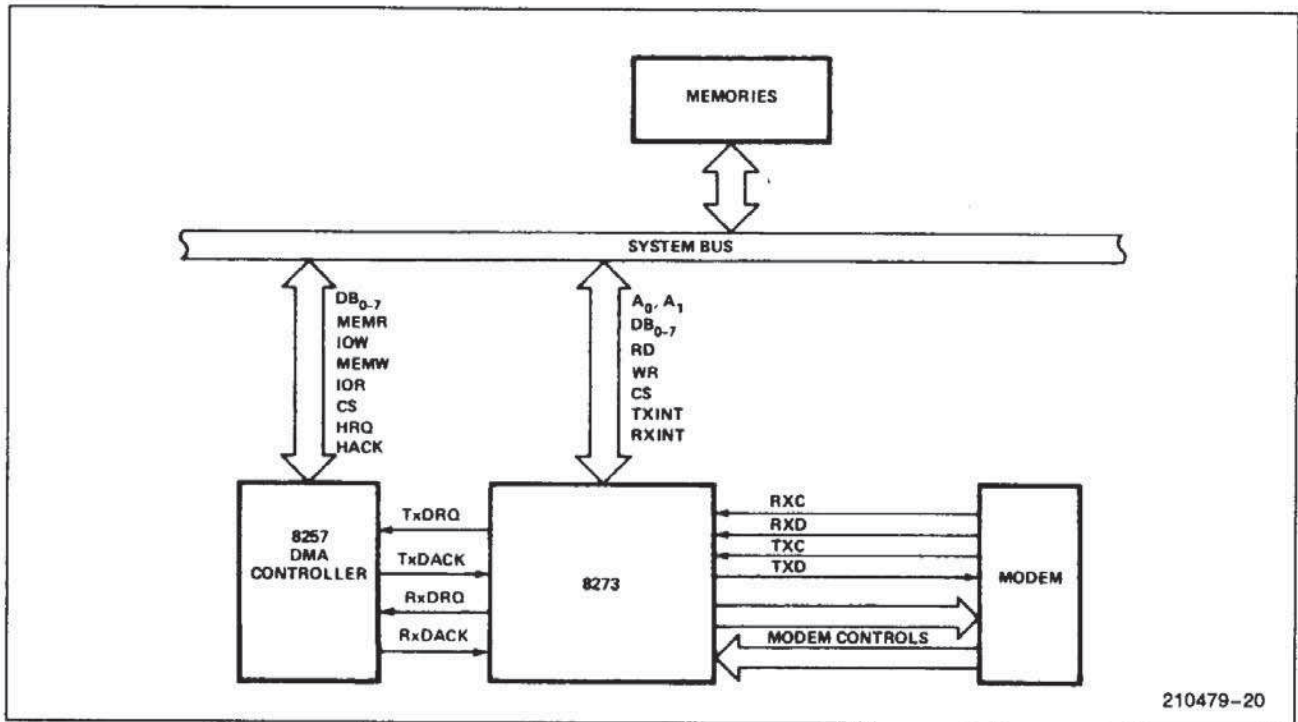 MEMORIES
SYSTEM BUS
DB0-7
MEMR
IOW
MEMW
IOR
CS
HRQ
HACK
A0, A1
DB0-7
RD
WR
CS
TXINT
RXINT
8257
DMA
CONTROLLER
TxDRQ
TxDACK
RxDRQ
RxDACK
8273
RXC
RXD
TXC
TXD
MODEM CONTROLS
MODEM
210479-20